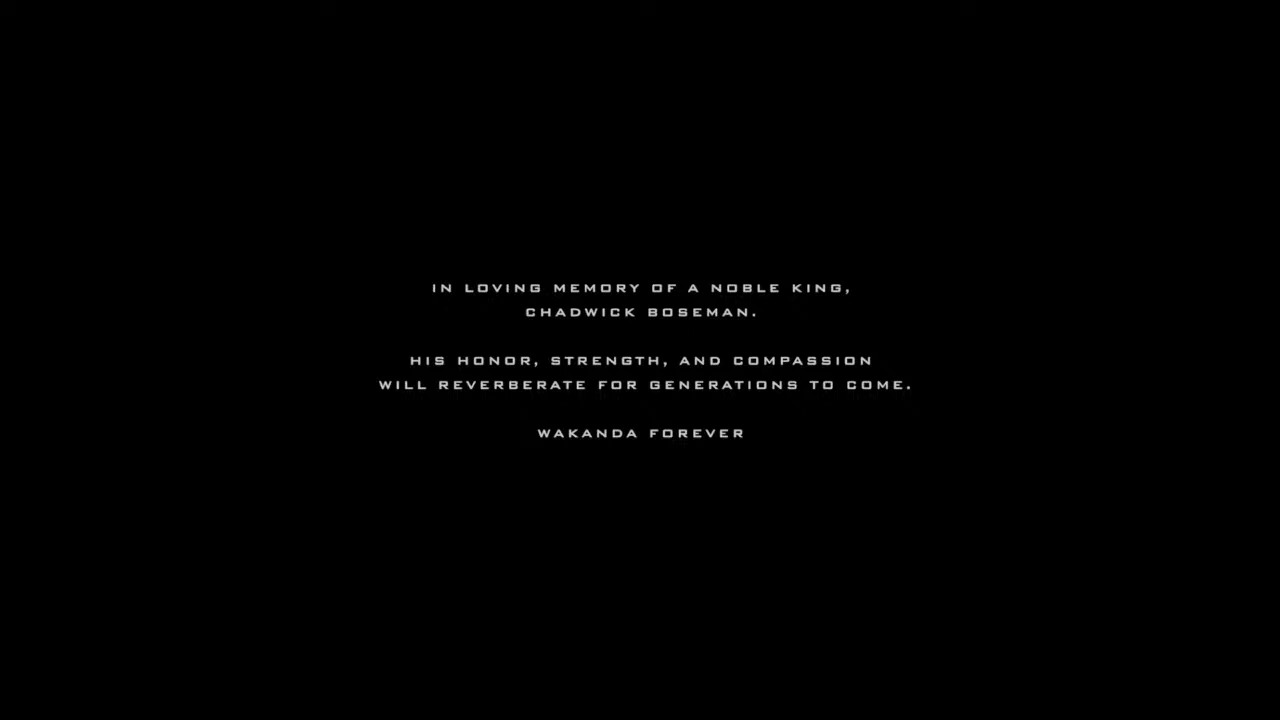 IN LOVING MEMORY OF A NOBLE KING,
CHADWICK BOSEMAN.
HIS HONOR, STRENGTH, AND COMPASSION
WILL REVERBERATE FOR GENERATIONS TO COME.
WAKANDA FOREVER